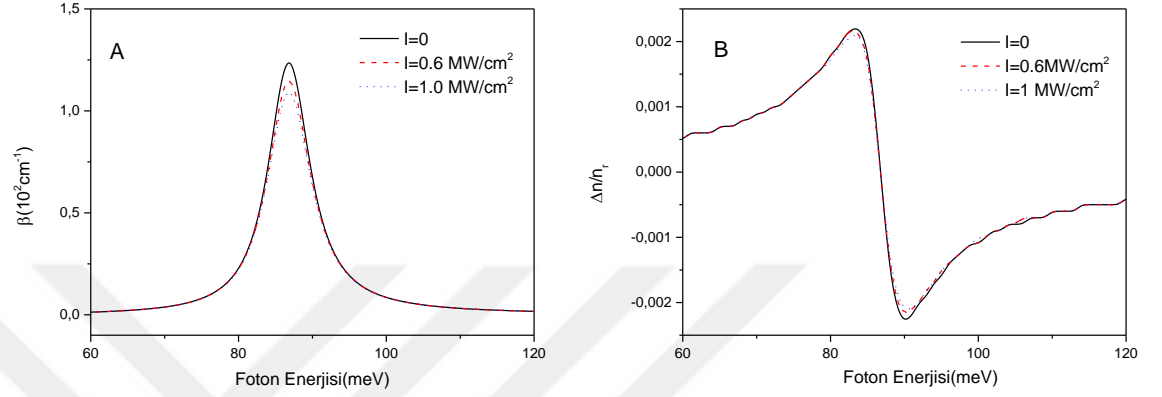 A
I=0
I=0.6 MW/cm²
I=1.0 MW/cm²
1,5
1,0
0,5
0,0
β(10²cm⁻¹)
60
80
100
120
Foton Enerjisi(meV)
B
I=0
I=0.6MW/cm²
I=1 MW/cm²
0,002
0,001
0,000
-0,001
-0,002
Δn/nᵣ
60
80
100
120
Foton Enerjisi(meV)